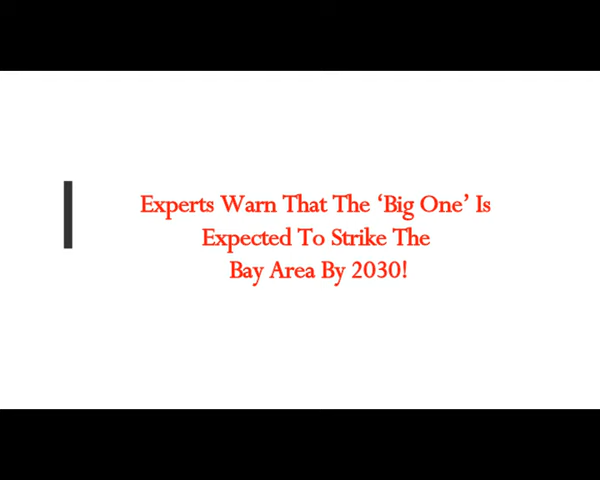 Experts Warn That The ‘Big One’ Is
Expected To Strike The
Bay Area By 2030!